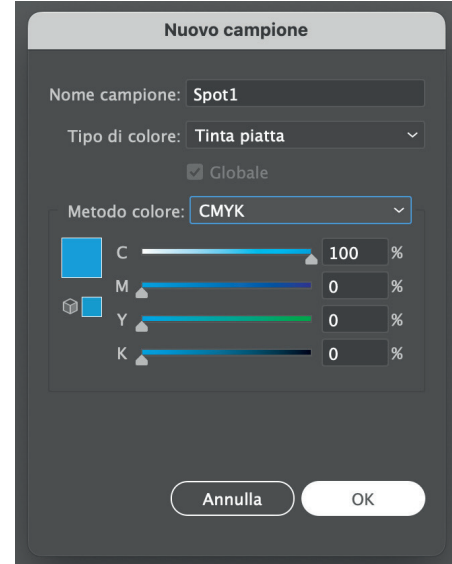 Nuovo campione
Nome campione: Spot1
Tipo di colore: Tinta piatta
Globale
Metodo colore: CMYK
C 100 %
M 0 %
Y 0 %
K 0 %
Annulla OK